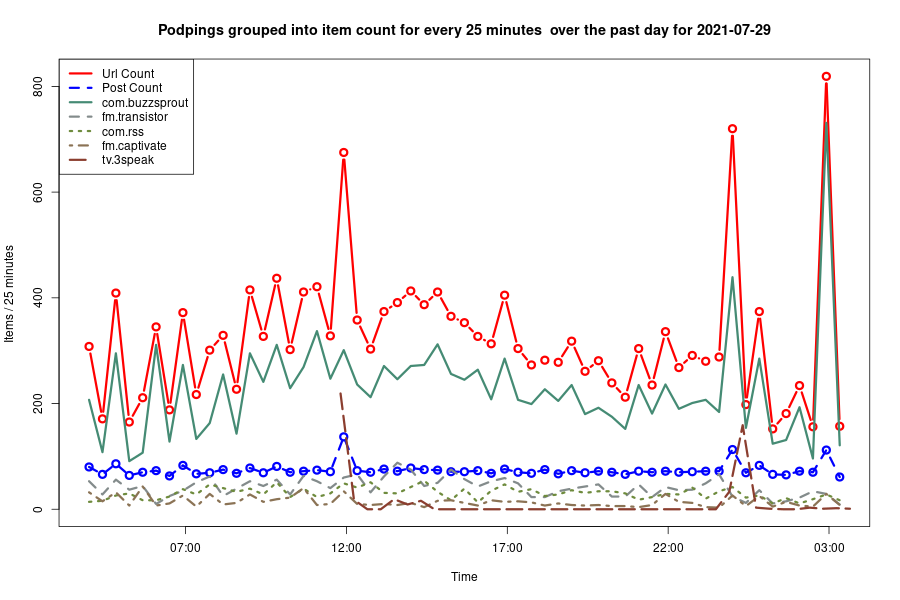 Podpings grouped into item count for every 25 minutes  over the past day for 2021-07-29
Url Count
Post Count
com.buzzsprout
fm.transistor
com.rss
fm.captivate
tv.3speak
800
600
400
200
0
Items / 25 minutes
07:00
12:00
17:00
22:00
03:00
Time